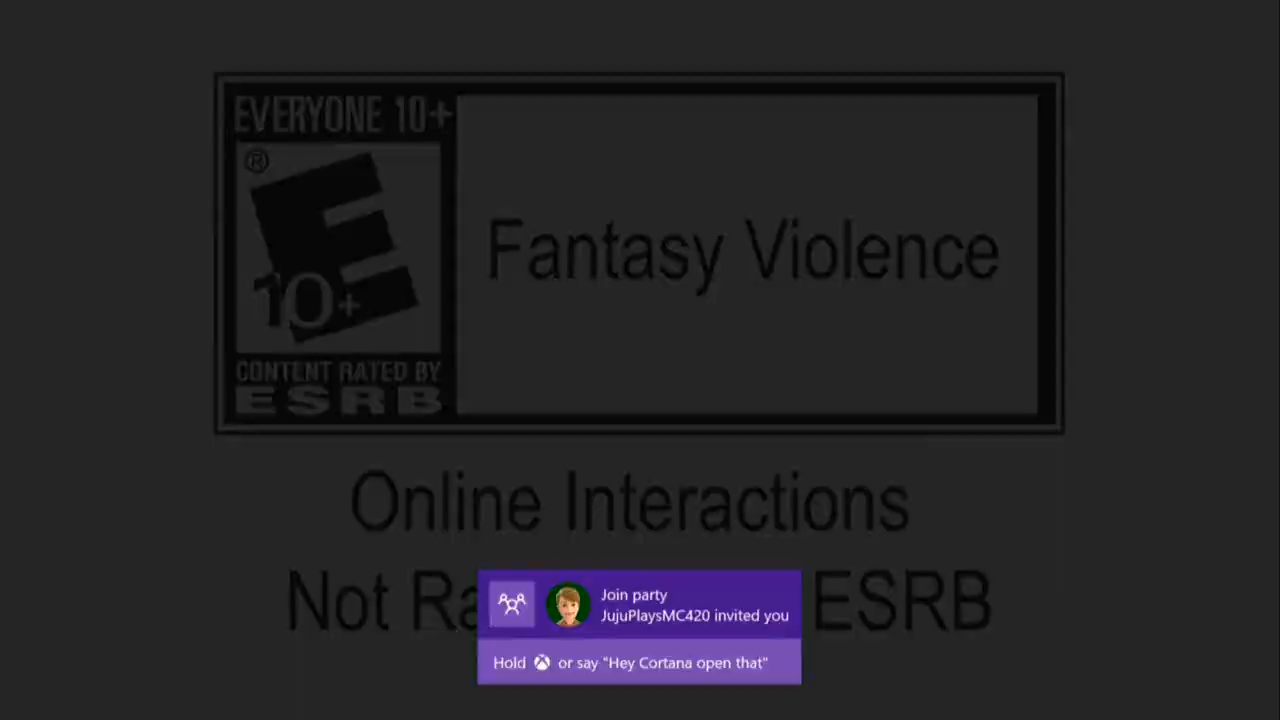 EVERYONE 10+
®
E
10+
CONTENT RATED BY
ESRB
Fantasy Violence
Online Interactions
Not Ra ESRB
Join party
JujuPlaysMC420 invited you
Hold or say "Hey Cortana open that"